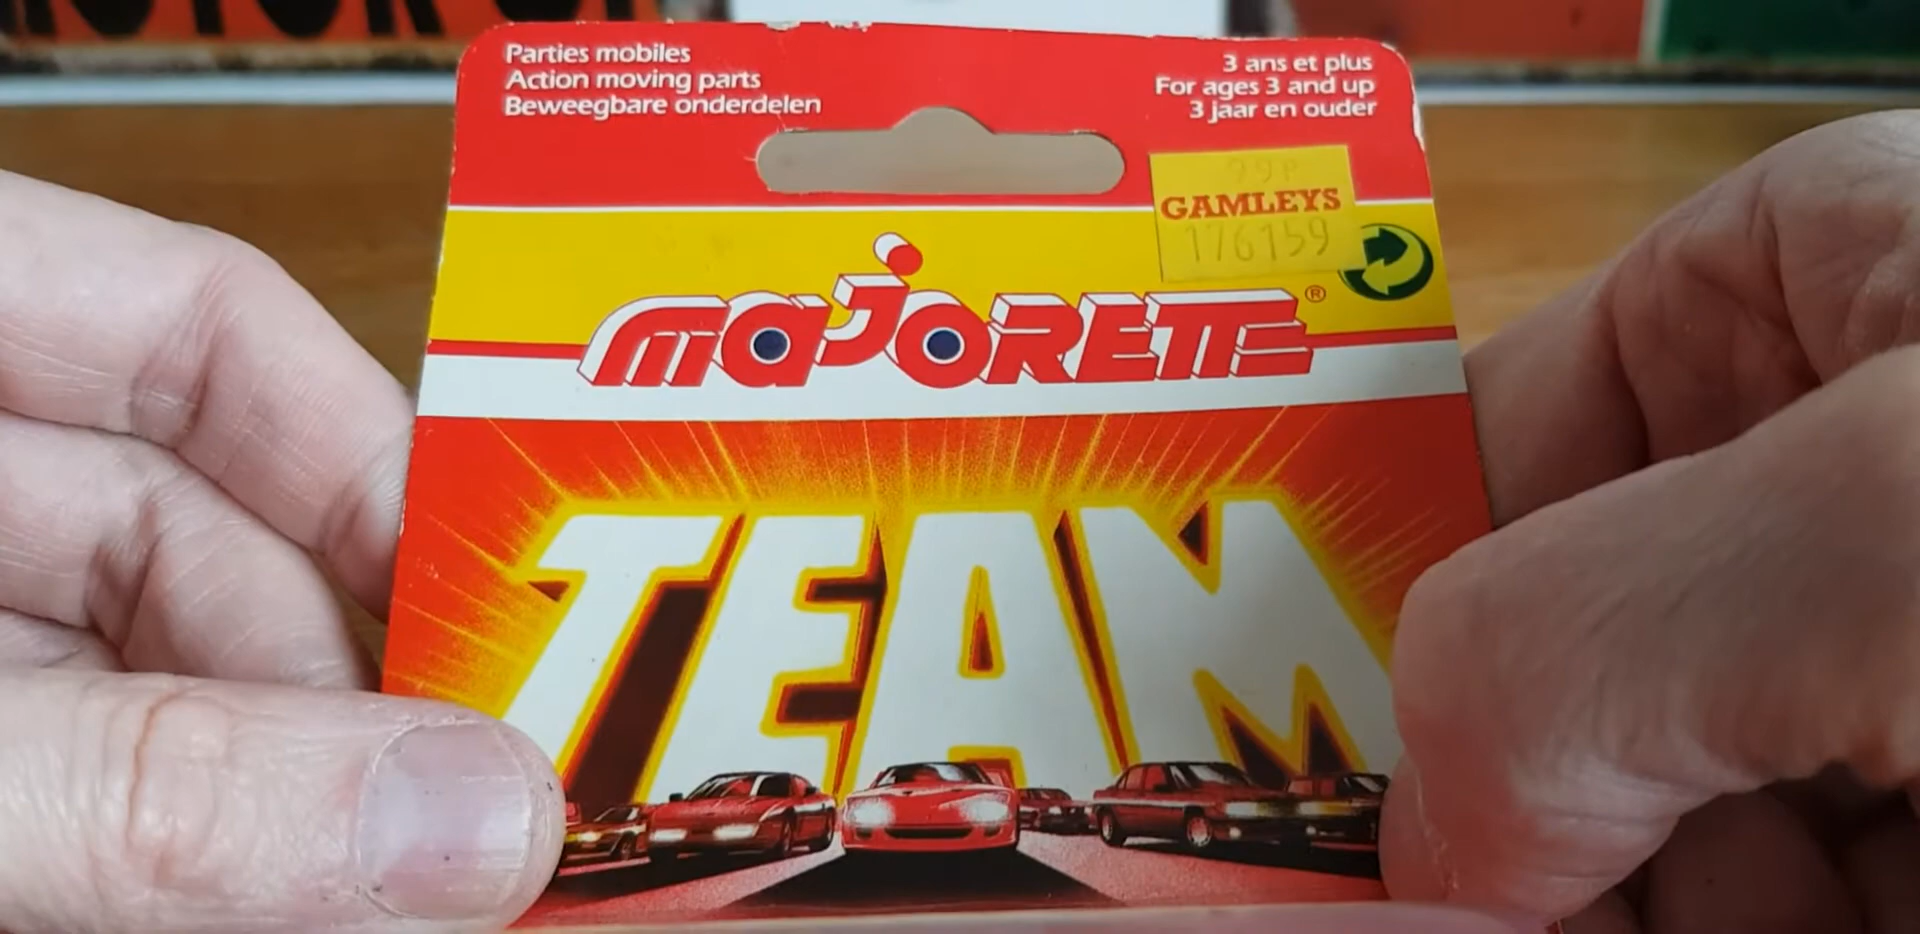 Parties mobiles
Action moving parts
Beweegbare onderdelen
3 ans et plus
For ages 3 and up
3 jaar en ouder
99P
GAMLEYS
176159
majORETTE ®
TEAM